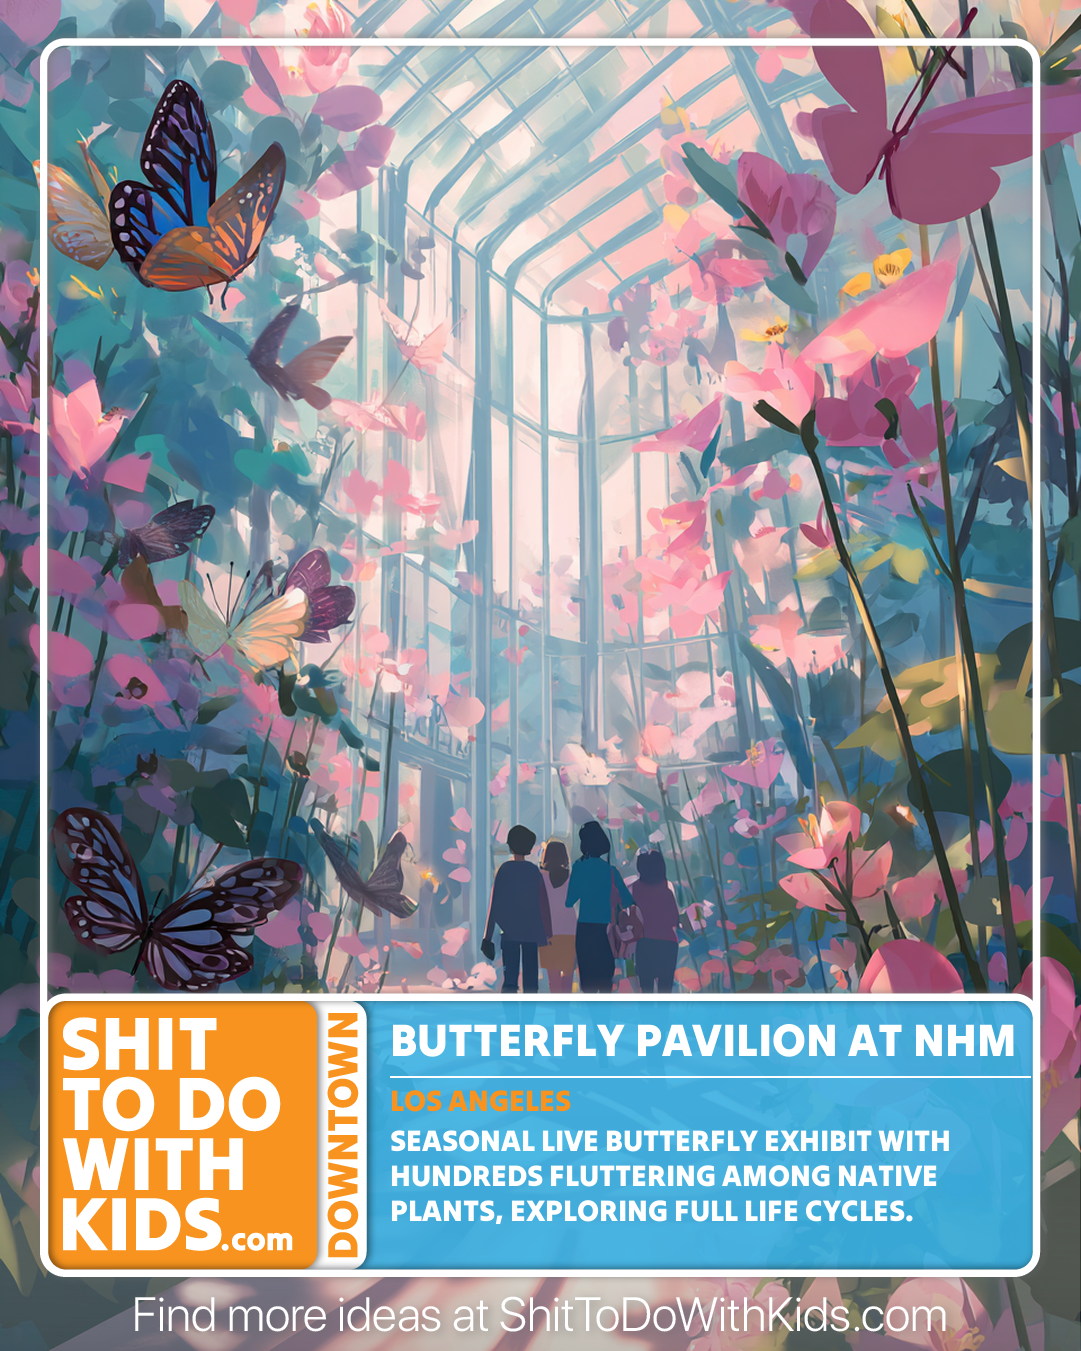 SHIT
TO DO
WITH
KIDS.com
DOWNTOWN
BUTTERFLY PAVILION AT NHM
LOS ANGELES
SEASONAL LIVE BUTTERFLY EXHIBIT WITH
HUNDREDS FLUTTERING AMONG NATIVE
PLANTS, EXPLORING FULL LIFE CYCLES.
Find more ideas at ShitToDoWithKids.com